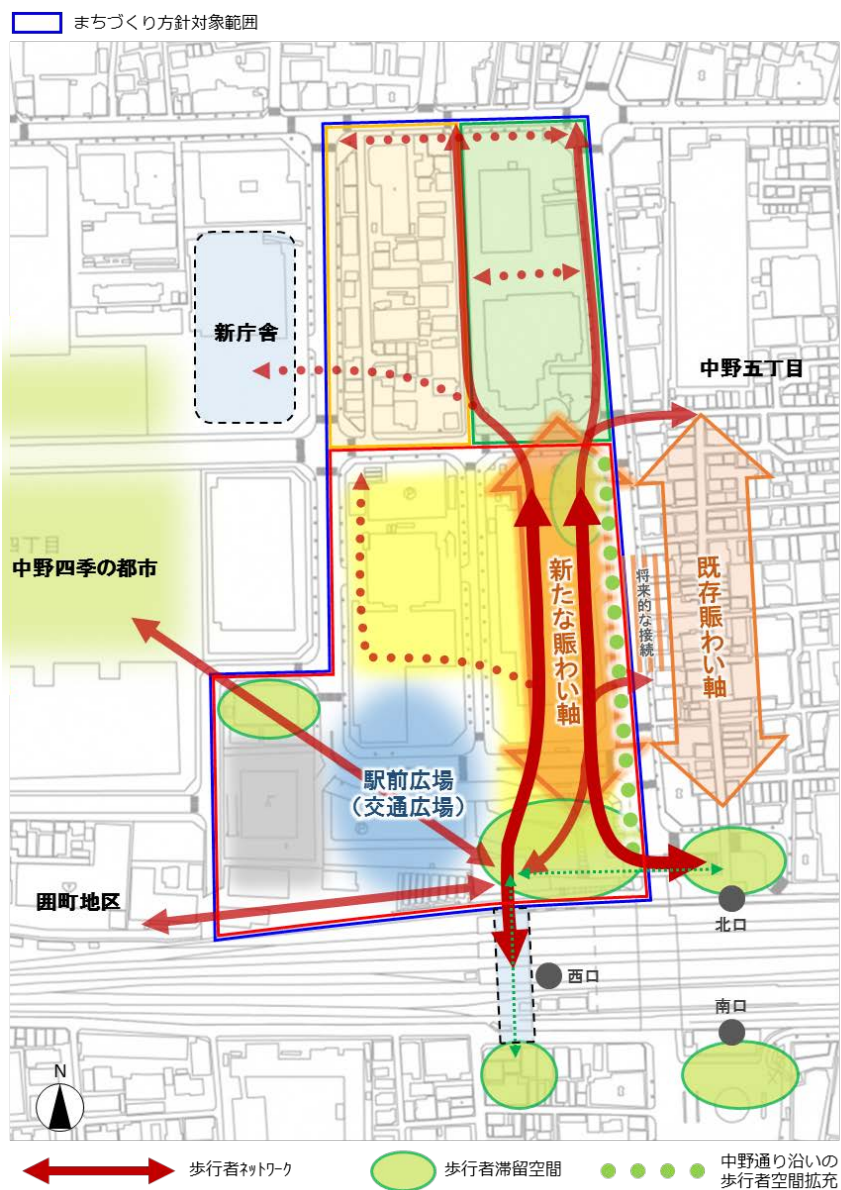 まちづくり方針対象範囲
新庁舎
中野五丁目
中野四季の都市
新たな賑わい軸
将来的な接続
既存賑わい軸
駅前広場
（交通広場）
囲町地区
北口
西口
南口
N
歩行者ﾈｯﾄﾜｰｸ
歩行者滞留空間
中野通り沿いの
歩行者空間拡充